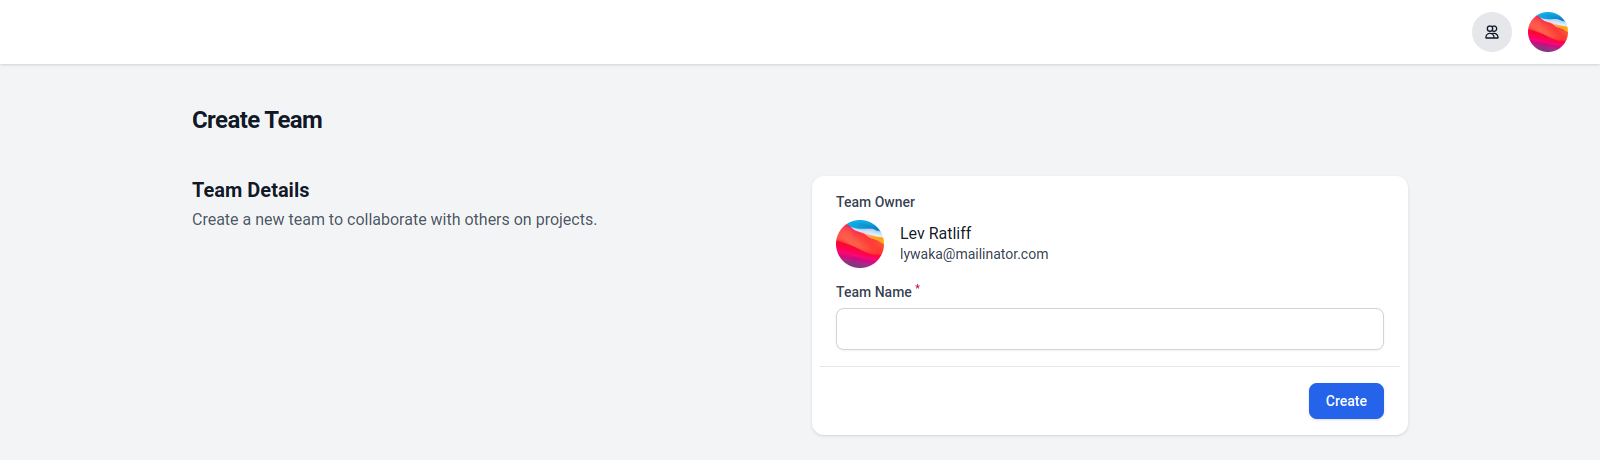 Create Team
Team Details
Create a new team to collaborate with others on projects.
Team Owner
Lev Ratliff
lywaka@mailinator.com
Team Name *
Create